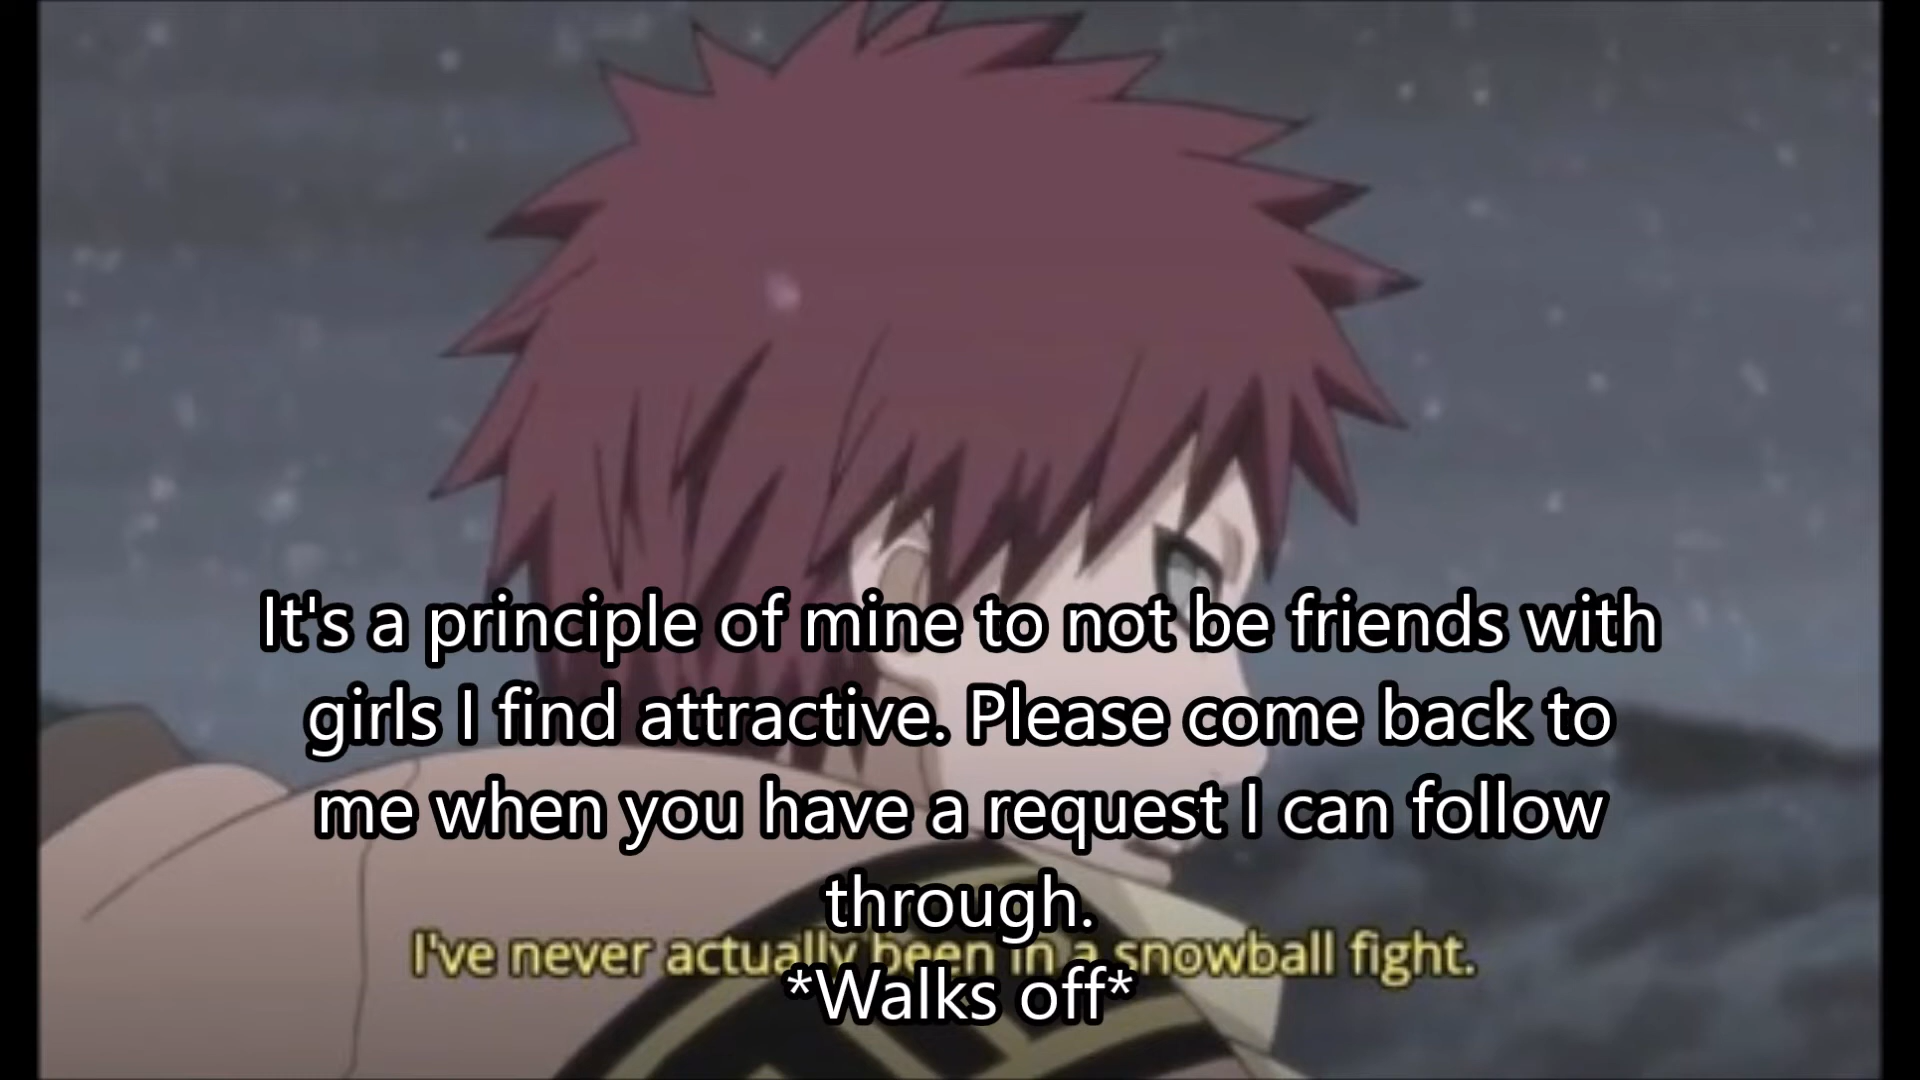 It's a principle of mine to not be friends with
girls I find attractive. Please come back to
me when you have a request I can follow
through.
I've never actually been in a snowball fight.
*Walks off*